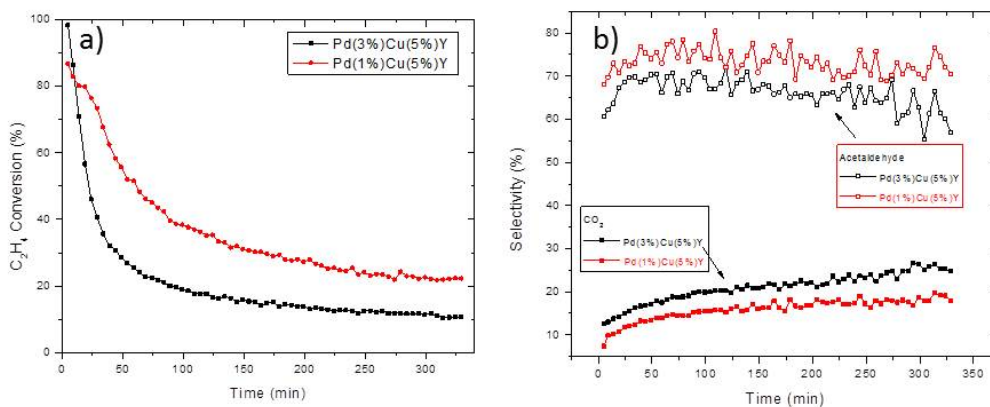 a)
Pd(3%)Cu(5%)Y
Pd(1%)Cu(5%)Y
C2H4 Conversion (%)
100
80
60
40
20
0
0 50 100 150 200 250 300
Time (min)
b)
Selectivity (%)
80
70
60
50
40
30
20
10
Acetaldehyde
Pd(3%)Cu(5%)Y
Pd(1%)Cu(5%)Y
CO2
Pd(3%)Cu(5%)Y
Pd(1%)Cu(5%)Y
0 50 100 150 200 250 300 350
Time (min)